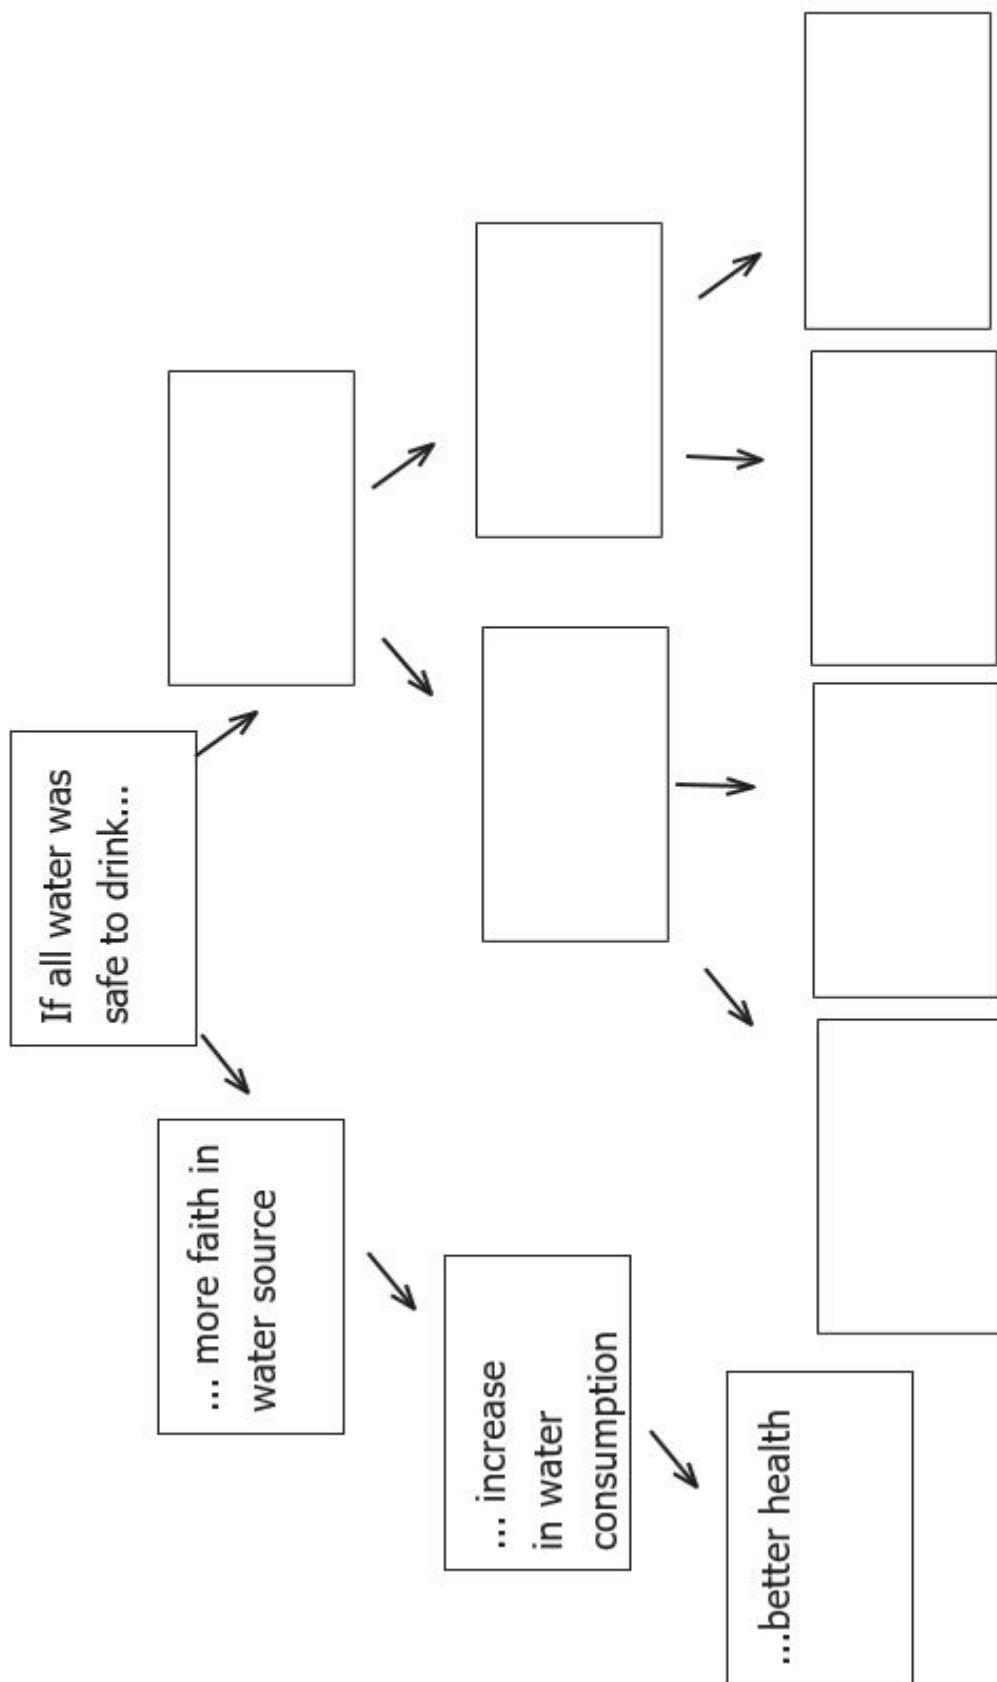 If all water was
safe to drink...
... more faith in
water source
... increase
in water
consumption
...better health